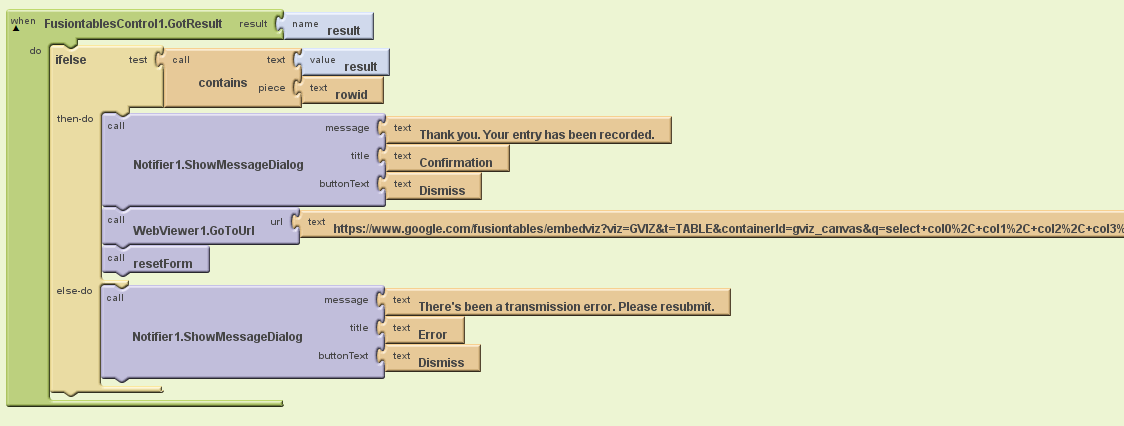 when FusiontablesControl1.GotResult result name result
do
ifelse test call contains text value result
piece text rowid
then-do call Notifier1.ShowMessageDialog message text Thank you. Your entry has been recorded.
title text Confirmation
buttonText text Dismiss
call WebViewer1.GoToUrl url text https://www.google.com/fusiontables/embedviz?viz=GVIZ&t=TABLE&containerId=gviz_canvas&q=select+col0%2C+col1%2C+col2%2C+col3%
call resetForm
else-do call Notifier1.ShowMessageDialog message text There's been a transmission error. Please resubmit.
title text Error
buttonText text Dismiss